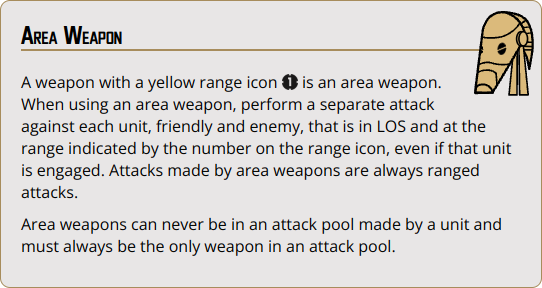 AREA WEAPON
A weapon with a yellow range icon 1 is an area weapon.
When using an area weapon, perform a separate attack
against each unit, friendly and enemy, that is in LOS and at the
range indicated by the number on the range icon, even if that unit
is engaged. Attacks made by area weapons are always ranged
attacks.
Area weapons can never be in an attack pool made by a unit and
must always be the only weapon in an attack pool.